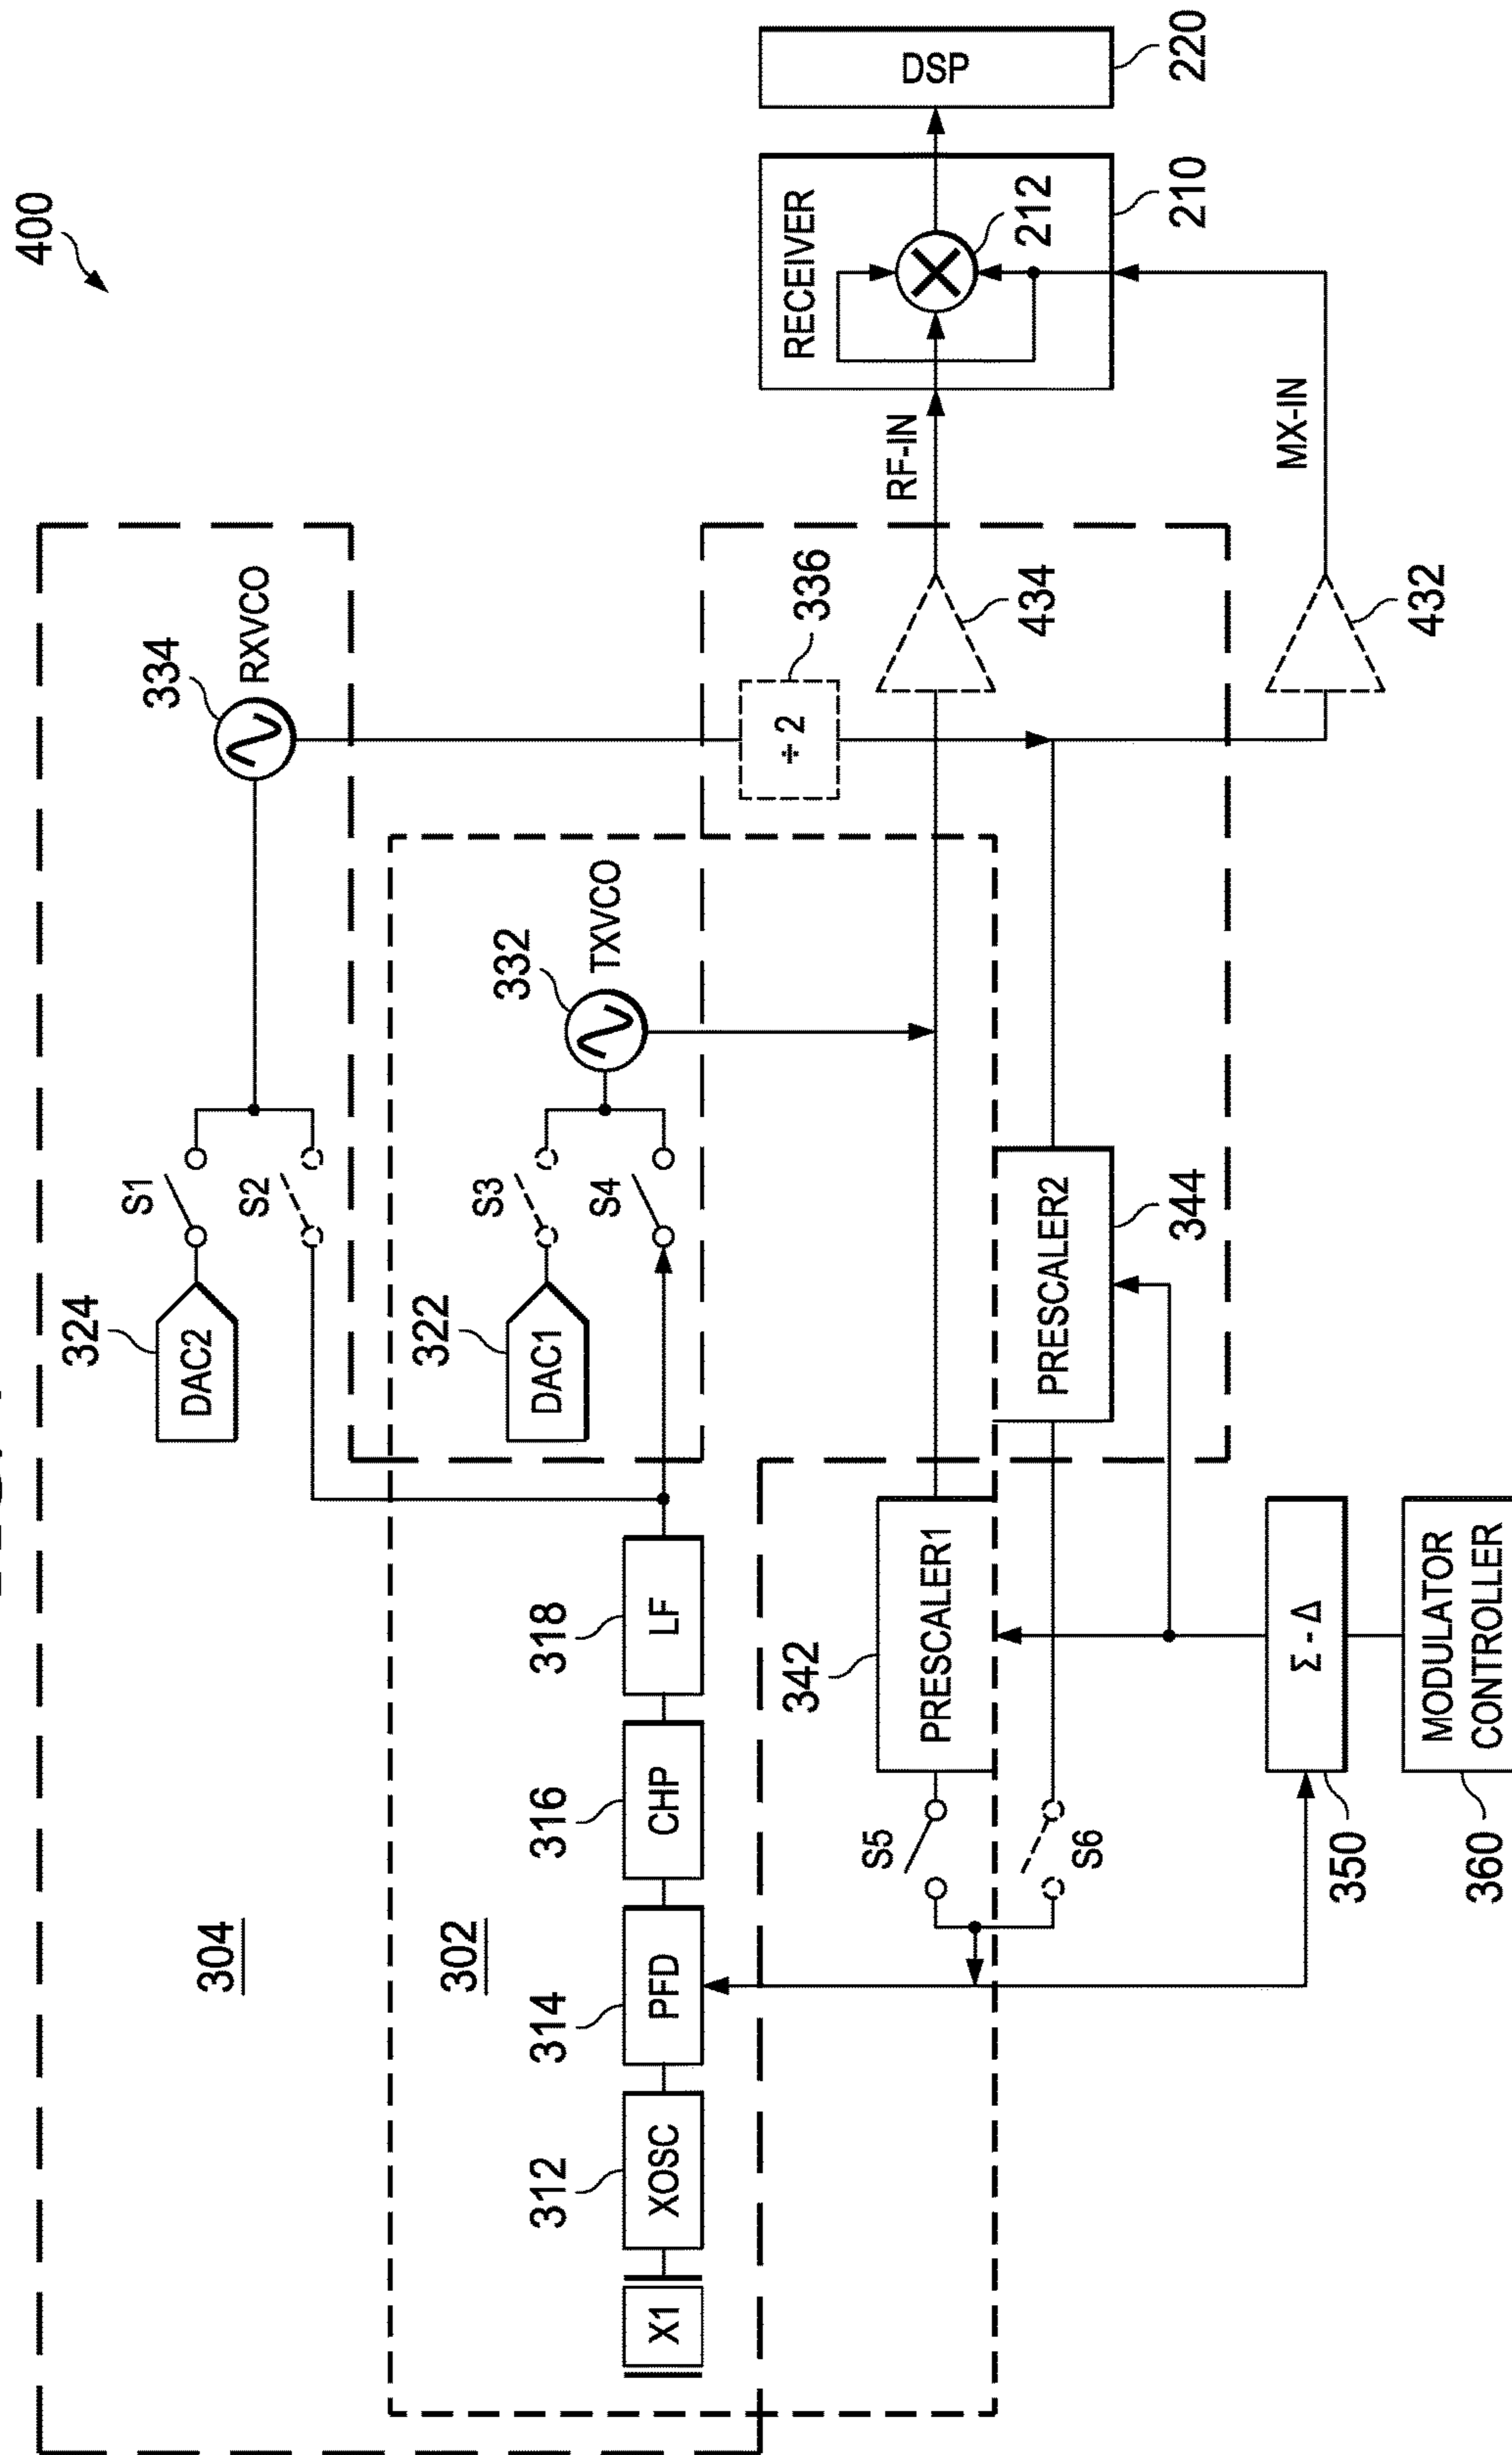 400
304
324
DAC2
S1
S2
334
RXVCO
302
X1
312
XOSC
314
PFD
316
CHP
318
LF
322
DAC1
S3
S4
332
TXVCO
336
÷ 2
434
RF-IN
RECEIVER
212
210
DSP
220
342
PRESCALER1
S5
S6
PRESCALER2
344
432
MX-IN
Σ - Δ
350
MODULATOR
CONTROLLER
360